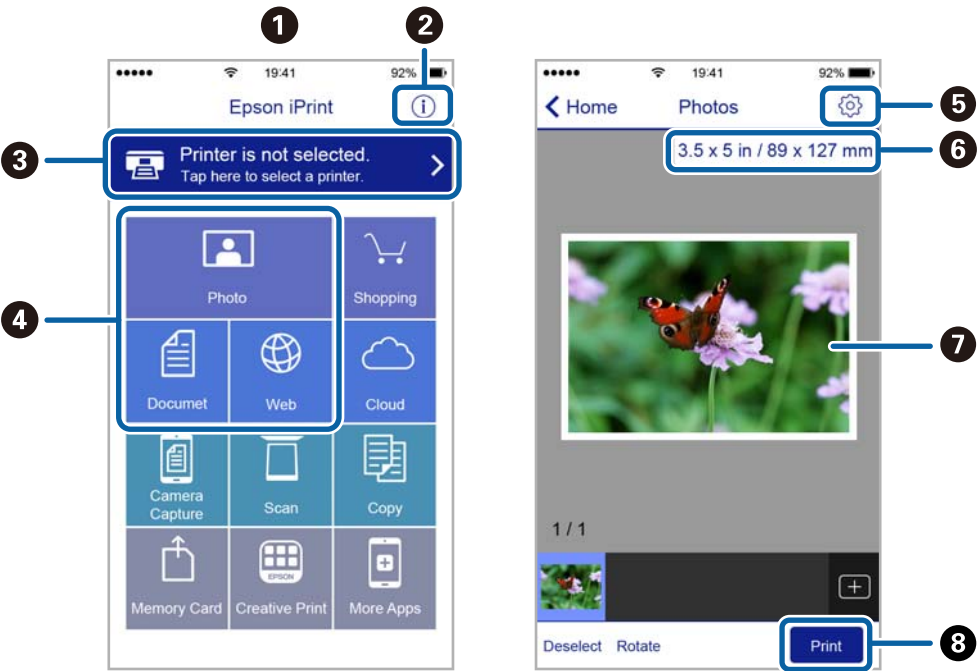 1
2
19:41
92%
Epson iPrint
3
Printer is not selected.
Tap here to select a printer.
4
Photo
Shopping
Documet
Web
Cloud
Camera
Capture
Scan
Copy
EPSON
Memory Card
Creative Print
More Apps
19:41
92%
Home
Photos
5
3.5 x 5 in / 89 x 127 mm
6
7
1 / 1
Deselect
Rotate
Print
8